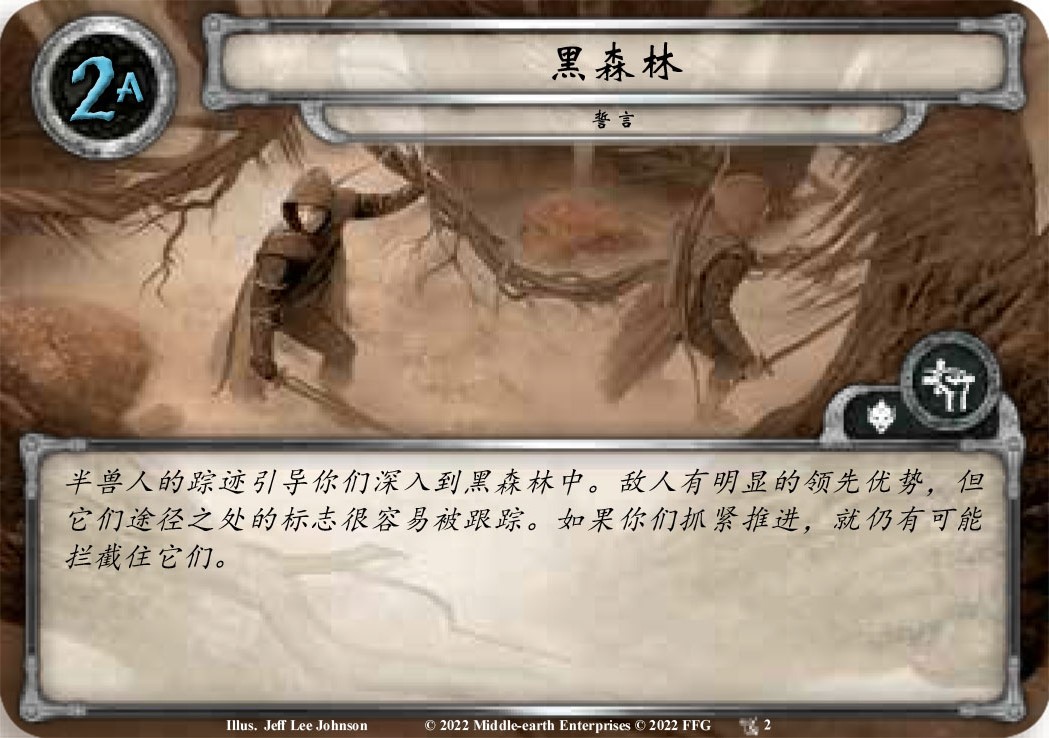 2A
黑森林
誓言
半兽人的踪迹引导你们深入到黑森林中。敌人有明显的领先优势，但
它们途径之处的标志很容易被跟踪。如果你们抓紧推进，就仍有可能
拦截住它们。
Illus. Jeff Lee Johnson © 2022 Middle-earth Enterprises © 2022 FFG 2